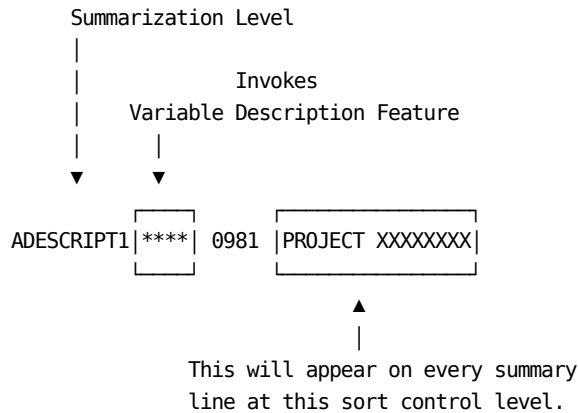 Summarization Level
Invokes
Variable Description Feature
ADESCRIPT1|****| 0981 |PROJECT XXXXXXXX|
This will appear on every summary
line at this sort control level.